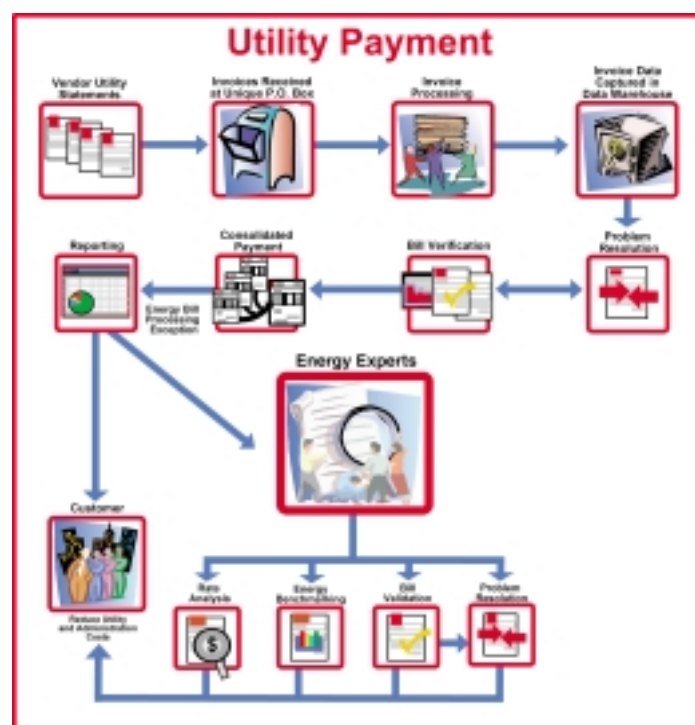 Utility Payment
Vendor Utility
Statements
Invoices Received
at Unique P.O. Box
Invoice
Processing
Invoice Data
Captured in
Data Warehouse
Reporting
Consolidated
Payment
Bill Verification
Problem
Resolution
Energy Bill
Processing
Exception
Energy Experts
Customer
Reduce Utility
and Administration
Costs
Rate
Analysis
Energy
Benchmarking
Bill
Validation
Problem
Resolution
$